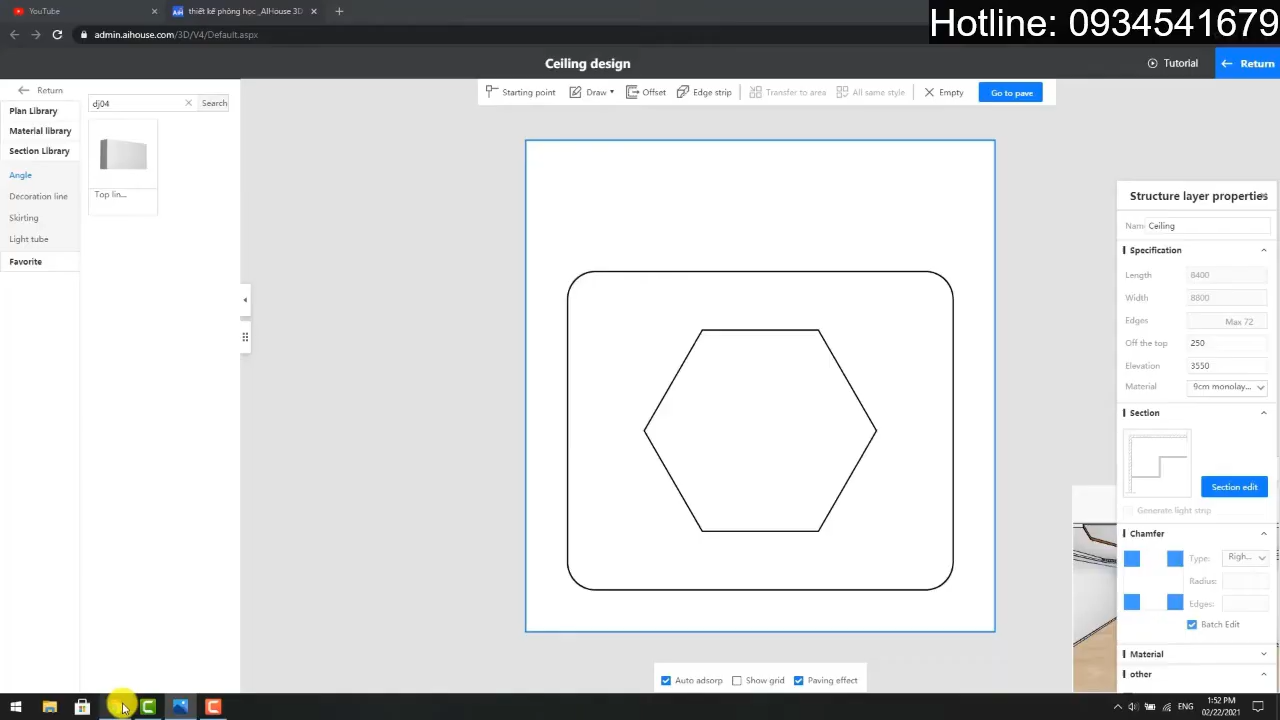 YouTube
thiết kế phòng học _AIHouse 3D
Hotline: 0934541679
admin.aihouse.com/3D/V4/Default.aspx
Ceiling design
Tutorial
Return
Return
Plan Library
Material library
Section Library
Angle
Decoration line
Skirting
Light tube
Favorite
dj04
Search
Top lin...
Starting point
Draw
Offset
Edge strip
Transfer to area
All same style
Empty
Go to pave
Structure layer properties
Name
Ceiling
Specification
Length
8400
Width
8800
Edges
Max 72
Off the top
250
Elevation
3550
Material
9cm monolay...
Section
Section edit
Generate light strip
Chamfer
Type:
Righ...
Radius:
Edges:
Batch Edit
Material
other
Auto adsorp
Show grid
Paving effect
ENG
1:52 PM
02/22/2021